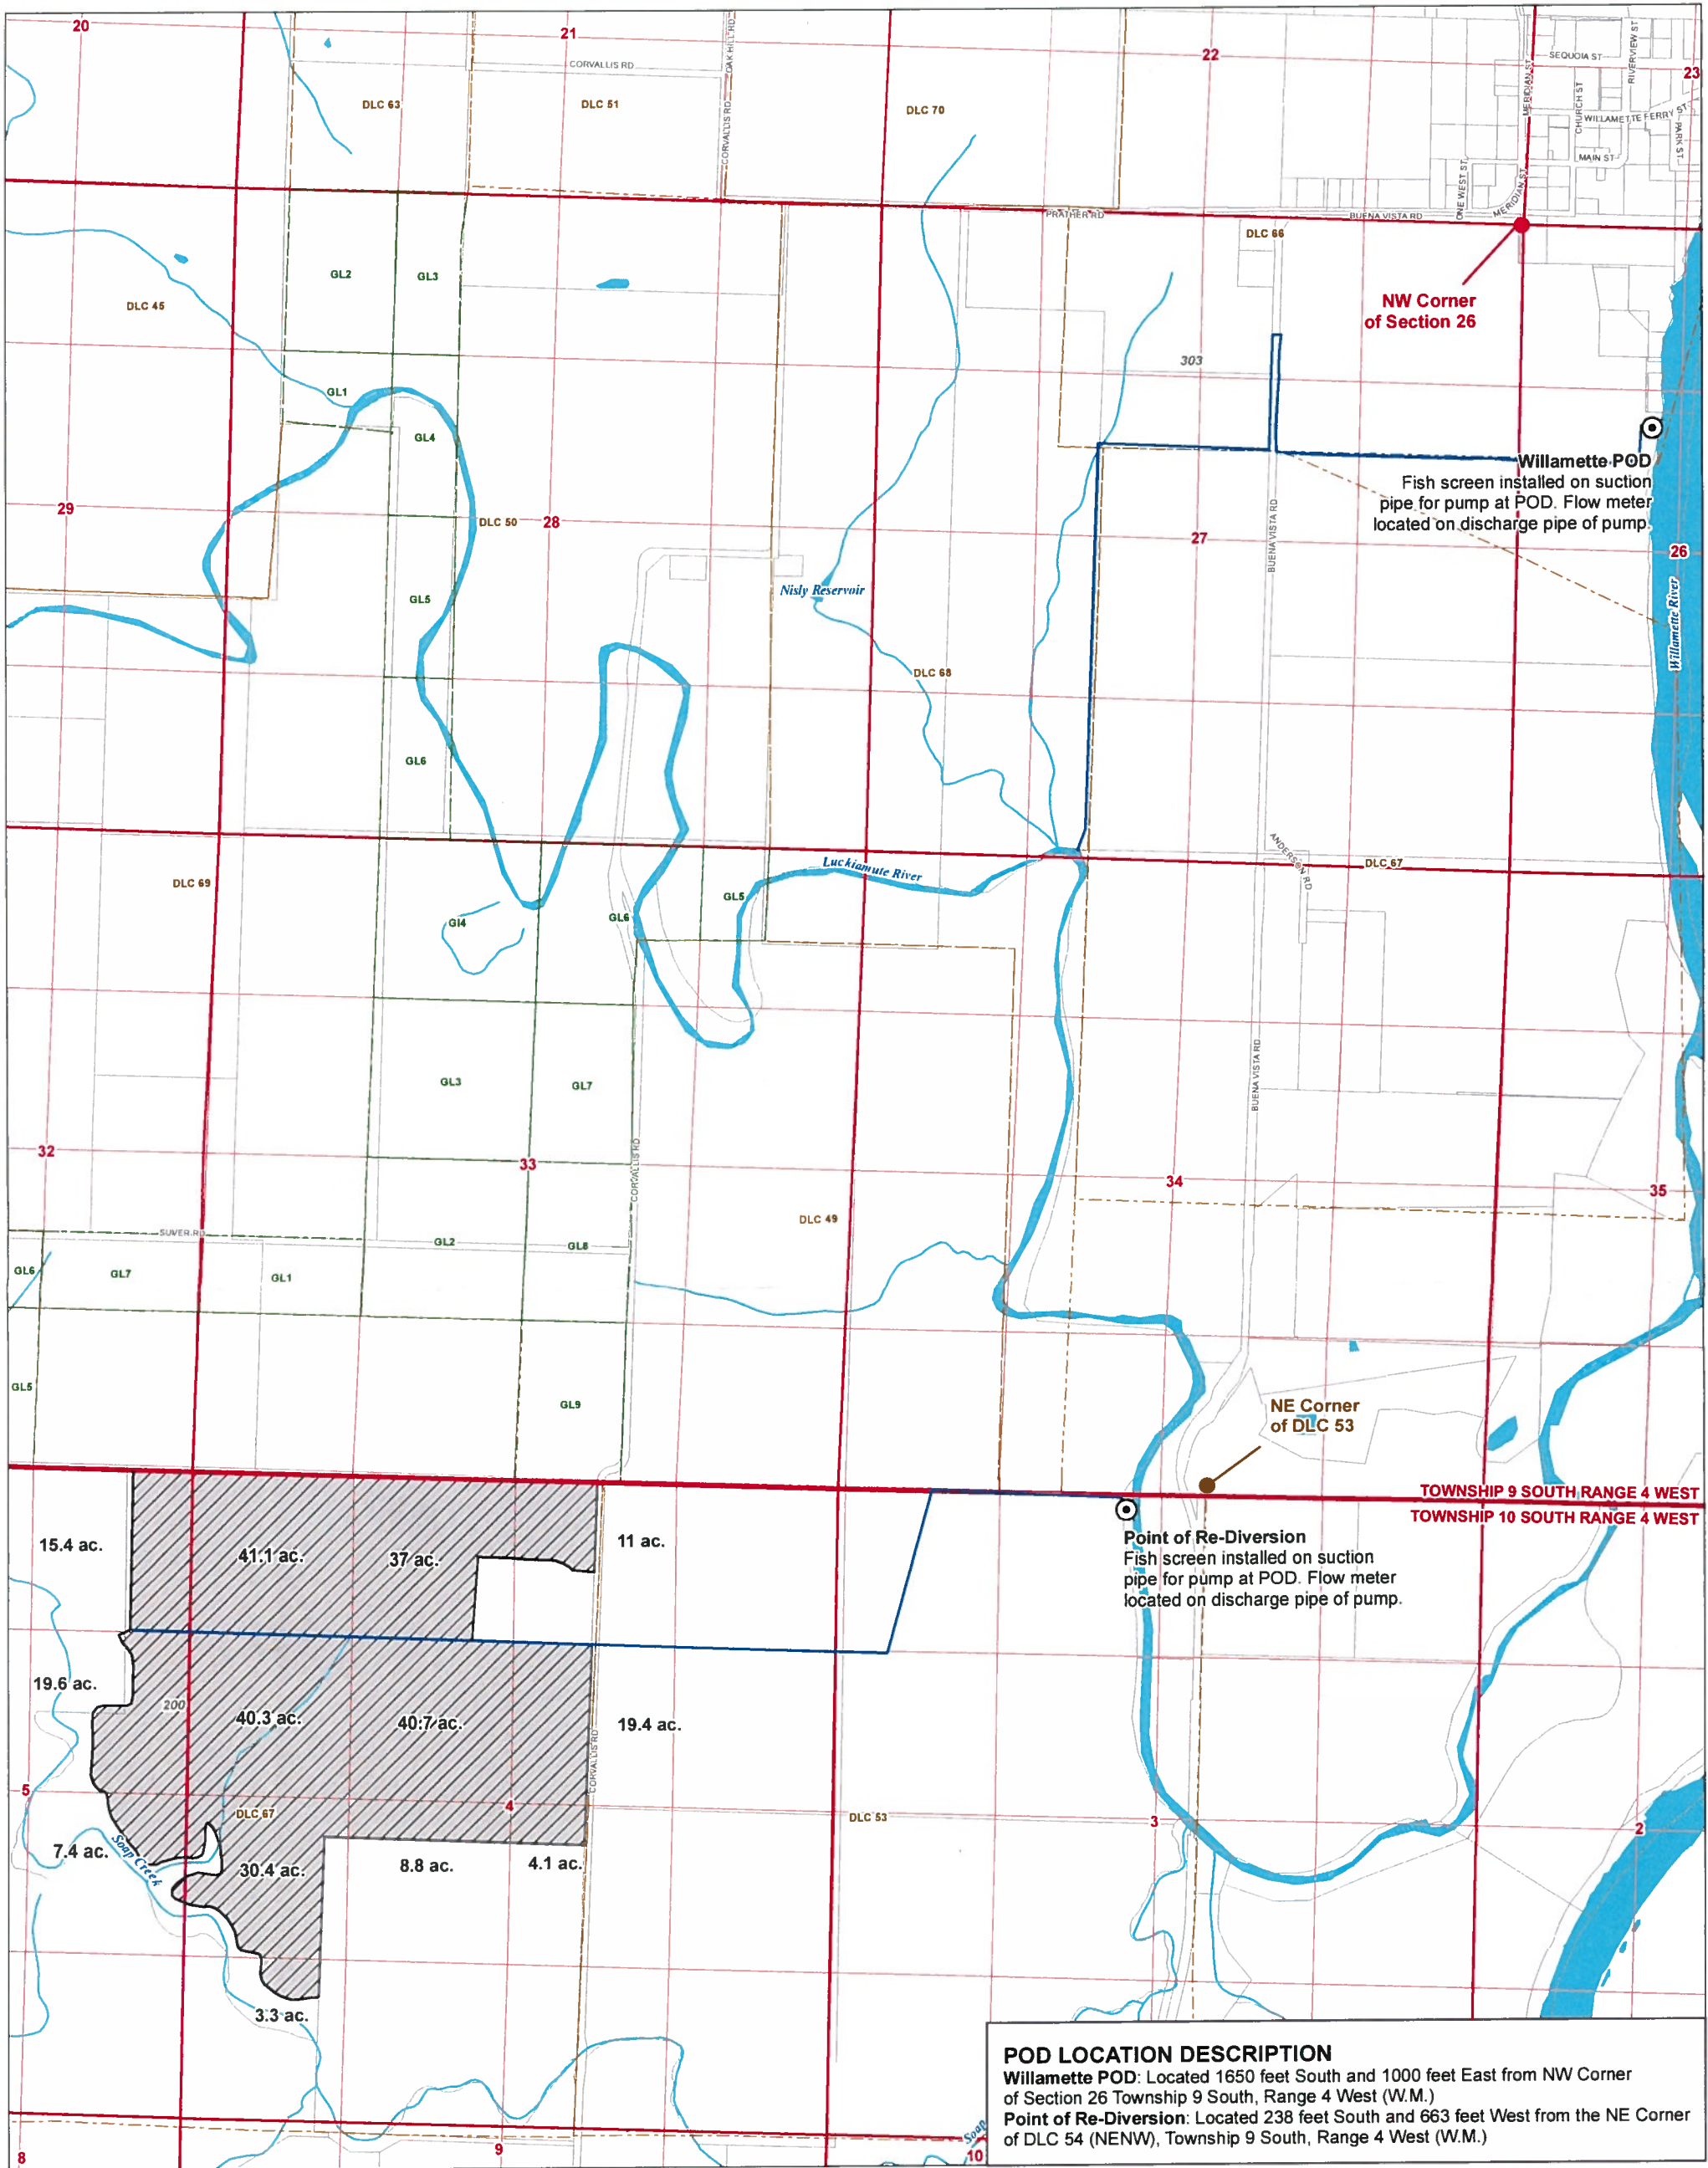 20
21
22
23
CORVALLIS RD
OAK HILL RD
CORVALLIS RD
DLC 63
DLC 51
DLC 70
MERIDIAN ST
SEQUOIA ST
RIVERVIEW ST
CHURCH ST
WILLAMETTE FERRY ST
PARK ST
MAIN ST
ONE WEST ST
MERIDIAN ST
PRATHER RD
BUENA VISTA RD
DLC 66
GL2
GL3
DLC 45
NW Corner
of Section 26
303
GL1
GL4
Willamette POD
Fish screen installed on suction
pipe for pump at POD. Flow meter
located on discharge pipe of pump.
29
DLC 50
28
27
BUENA VISTA RD
26
Willamette River
Nisly Reservoir
GL5
DLC 68
GL6
ANDERSON RD
DLC 67
Luckiamute River
DLC 69
GL5
GL6
Gl4
GL3
GL7
BUENA VISTA RD
32
33
CORVALLIS RD
34
35
DLC 49
SUVER RD
GL2
GL8
GL6
GL7
GL1
GL5
GL9
NE Corner
of DLC 53
TOWNSHIP 9 SOUTH RANGE 4 WEST
TOWNSHIP 10 SOUTH RANGE 4 WEST
Point of Re-Diversion
Fish screen installed on suction
pipe for pump at POD. Flow meter
located on discharge pipe of pump.
15.4 ac.
41.1 ac.
37 ac.
11 ac.
19.6 ac.
200
40.3 ac.
40.7 ac.
19.4 ac.
CORVALLIS RD
5
DLC 67
4
DLC 53
3
2
7.4 ac.
Soap Creek
30.4 ac.
8.8 ac.
4.1 ac.
3.3 ac.
8
9
Soap
10
POD LOCATION DESCRIPTION
Willamette POD: Located 1650 feet South and 1000 feet East from NW Corner
of Section 26 Township 9 South, Range 4 West (W.M.)
Point of Re-Diversion: Located 238 feet South and 663 feet West from the NE Corner
of DLC 54 (NENW), Township 9 South, Range 4 West (W.M.)